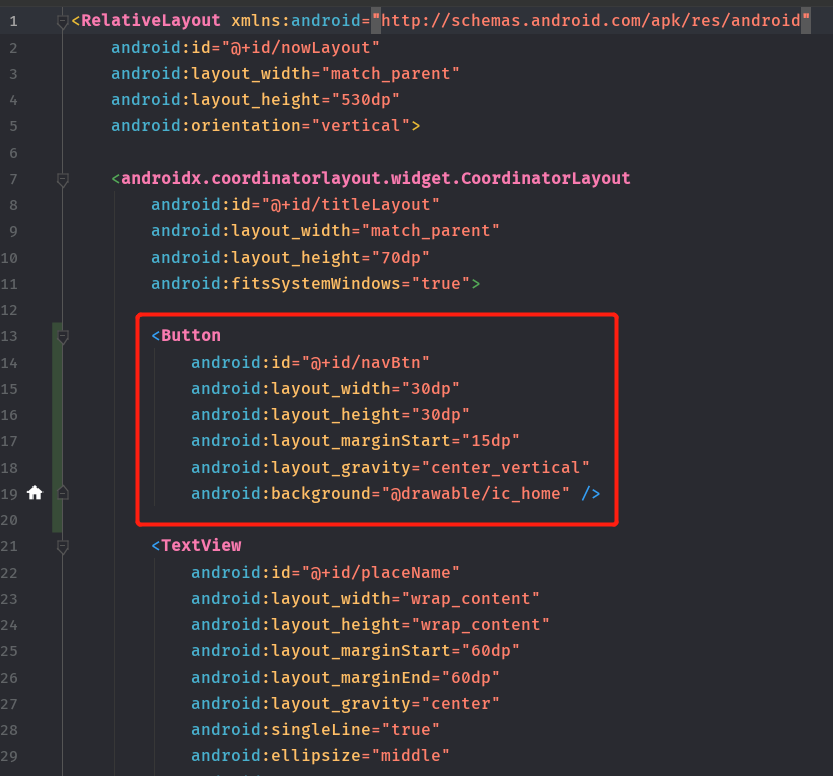 1 <RelativeLayout xmlns:android="http://schemas.android.com/apk/res/android"
2 android:id="@+id/nowLayout"
3 android:layout_width="match_parent"
4 android:layout_height="530dp"
5 android:orientation="vertical">
6
7 <androidx.coordinatorlayout.widget.CoordinatorLayout
8 android:id="@+id/titleLayout"
9 android:layout_width="match_parent"
10 android:layout_height="70dp"
11 android:fitsSystemWindows="true">
12
13 <Button
14 android:id="@+id/navBtn"
15 android:layout_width="30dp"
16 android:layout_height="30dp"
17 android:layout_marginStart="15dp"
18 android:layout_gravity="center_vertical"
19 android:background="@drawable/ic_home" />
20
21 <TextView
22 android:id="@+id/placeName"
23 android:layout_width="wrap_content"
24 android:layout_height="wrap_content"
25 android:layout_marginStart="60dp"
26 android:layout_marginEnd="60dp"
27 android:layout_gravity="center"
28 android:singleLine="true"
29 android:ellipsize="middle"